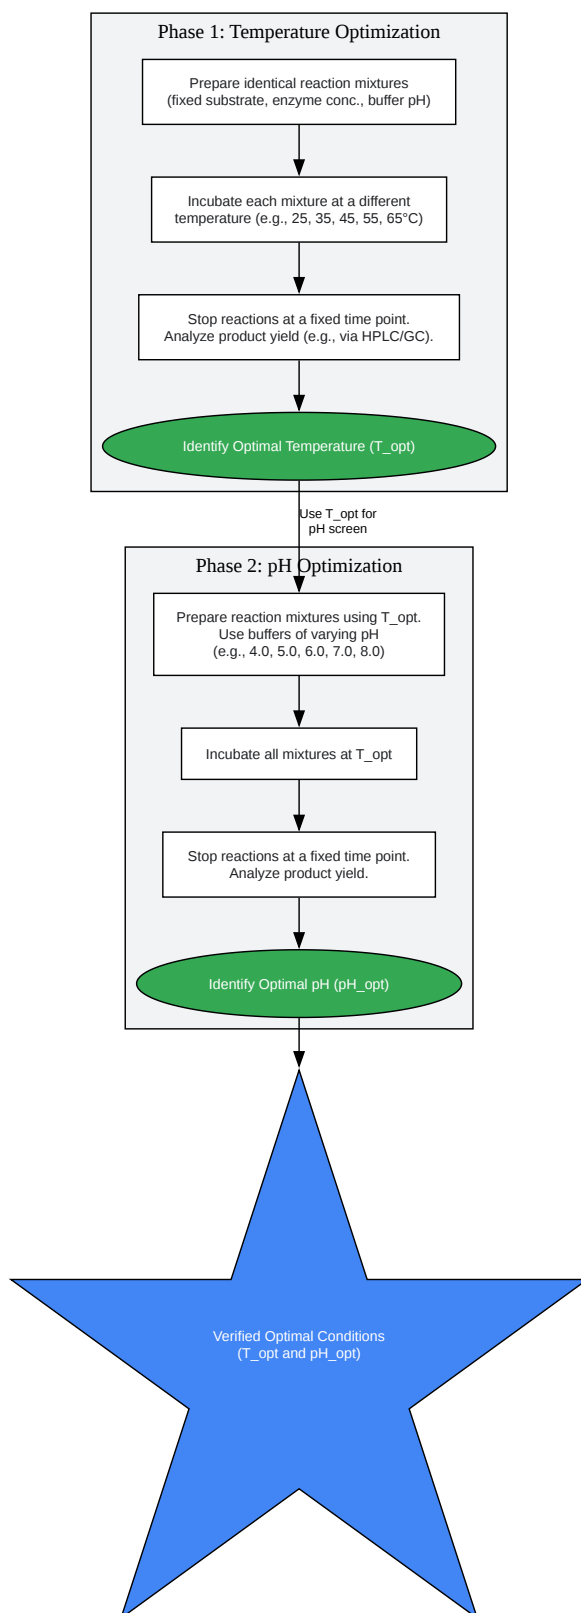 Phase 1: Temperature Optimization
Prepare identical reaction mixtures
(fixed substrate, enzyme conc., buffer pH)
Incubate each mixture at a different
temperature (e.g., 25, 35, 45, 55, 65°C)
Stop reactions at a fixed time point.
Analyze product yield (e.g., via HPLC/GC).
Identify Optimal Temperature (T_opt)
Use T_opt for
pH screen
Phase 2: pH Optimization
Prepare reaction mixtures using T_opt.
Use buffers of varying pH
(e.g., 4.0, 5.0, 6.0, 7.0, 8.0)
Incubate all mixtures at T_opt
Stop reactions at a fixed time point.
Analyze product yield.
Identify Optimal pH (pH_opt)
Verified Optimal Conditions
(T_opt and pH_opt)